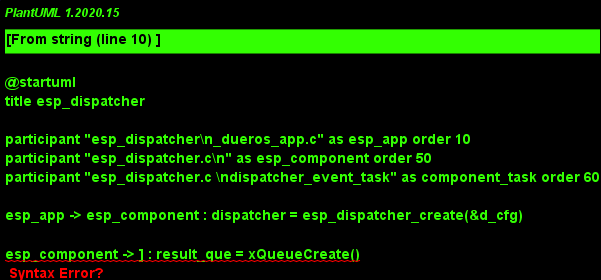 PlantUML 1.2020.15
[From string (line 10) ]
@startuml
title esp_dispatcher
participant "esp_dispatcher\n_dueros_app.c" as esp_app order 10
participant "esp_dispatcher.c\n" as esp_component order 50
participant "esp_dispatcher.c \ndispatcher_event_task" as component_task order 60
esp_app -> esp_component : dispatcher = esp_dispatcher_create(&d_cfg)
esp_component -> ] : result_que = xQueueCreate()
Syntax Error?